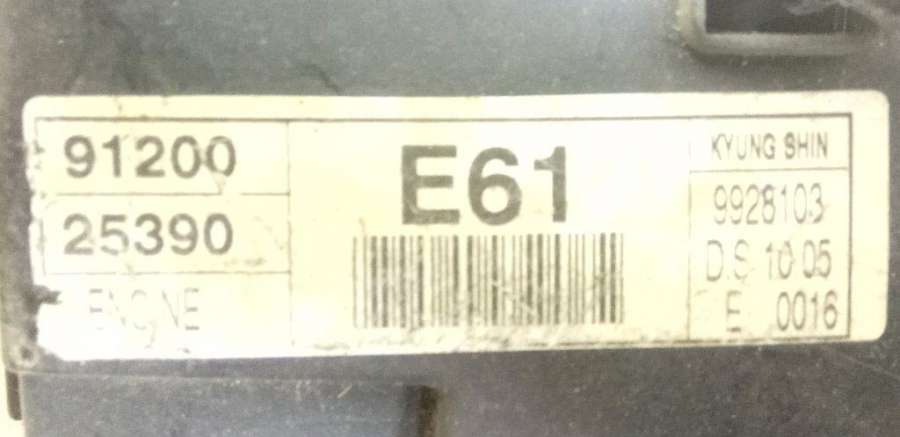 91200
25390
ENGINE
E61
KYUNG SHIN
9928103
D.S 10 05
E 0016